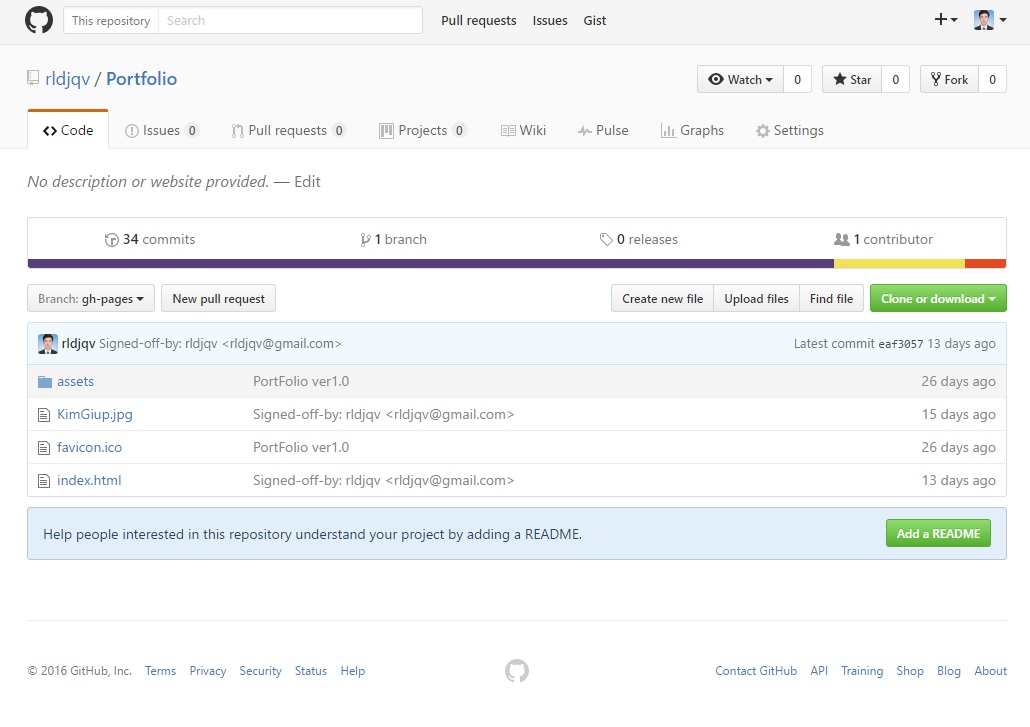 This repository Search Pull requests Issues Gist
rldjqv / Portfolio Watch 0 Star 0 Fork 0
Code Issues 0 Pull requests 0 Projects 0 Wiki Pulse Graphs Settings
No description or website provided. — Edit
34 commits 1 branch 0 releases 1 contributor
Branch: gh-pages New pull request Create new file Upload files Find file Clone or download
rldjqv Signed-off-by: rldjqv <rldjqv@gmail.com> Latest commit eaf3057 13 days ago
assets PortFolio ver1.0 26 days ago
KimGiup.jpg Signed-off-by: rldjqv <rldjqv@gmail.com> 15 days ago
favicon.ico PortFolio ver1.0 26 days ago
index.html Signed-off-by: rldjqv <rldjqv@gmail.com> 13 days ago
Help people interested in this repository understand your project by adding a README. Add a README
© 2016 GitHub, Inc. Terms Privacy Security Status Help Contact GitHub API Training Shop Blog About